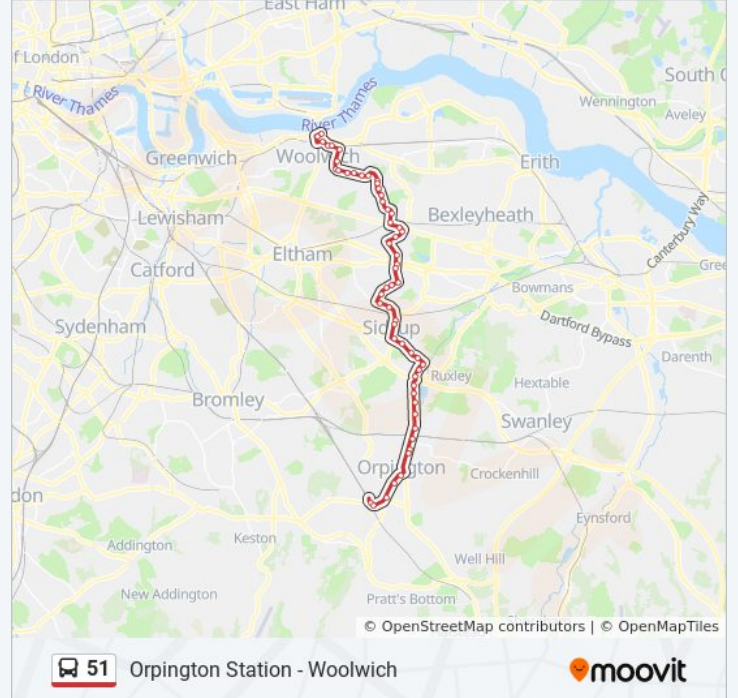 East Ham
f London
South
River Thames
River Thames
Wennington
Aveley
Greenwich
Woolwich
Erith
Lewisham
Bexleyheath
Canterbury Way
Eltham
Gree
Catford
Bowmans
Sydenham
Sidcup
Dartford Bypass
Darenth
Ruxley
Hextable
Bromley
Swanley
Orpington
Crockenhill
don
Eynsford
Keston
Addington
Well Hill
New Addington
Pratt's Bottom
© OpenStreetMap contributors | © OpenMapTiles
51 Orpington Station - Woolwich
moovit